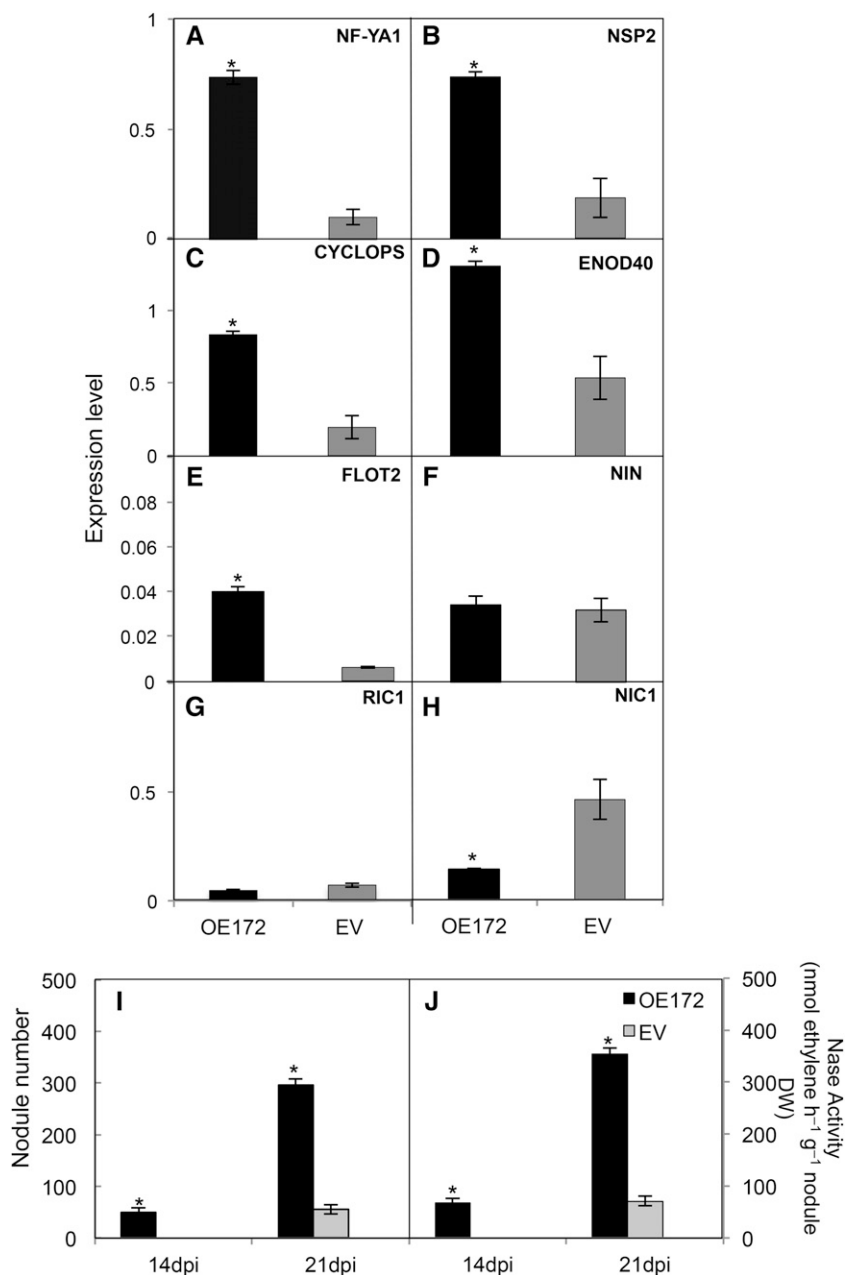 A NF-YA1
B NSP2
1
0.5
0
*
*
C CYCLOPS
D ENOD40
1
0.5
0
*
*
E FLOT2
F NIN
0.08
0.06
0.04
0.02
0
*
G RIC1
H NIC1
0.5
0
*
Expression level
OE172 EV OE172 EV
I
J
500
400
300
200
100
0
*
*
*
*
500
400
300
200
100
0
OE172
EV
Nodule number
Nase Activity
(nmol ethylene h⁻¹ g⁻¹ nodule
DW)
14dpi 21dpi 14dpi 21dpi